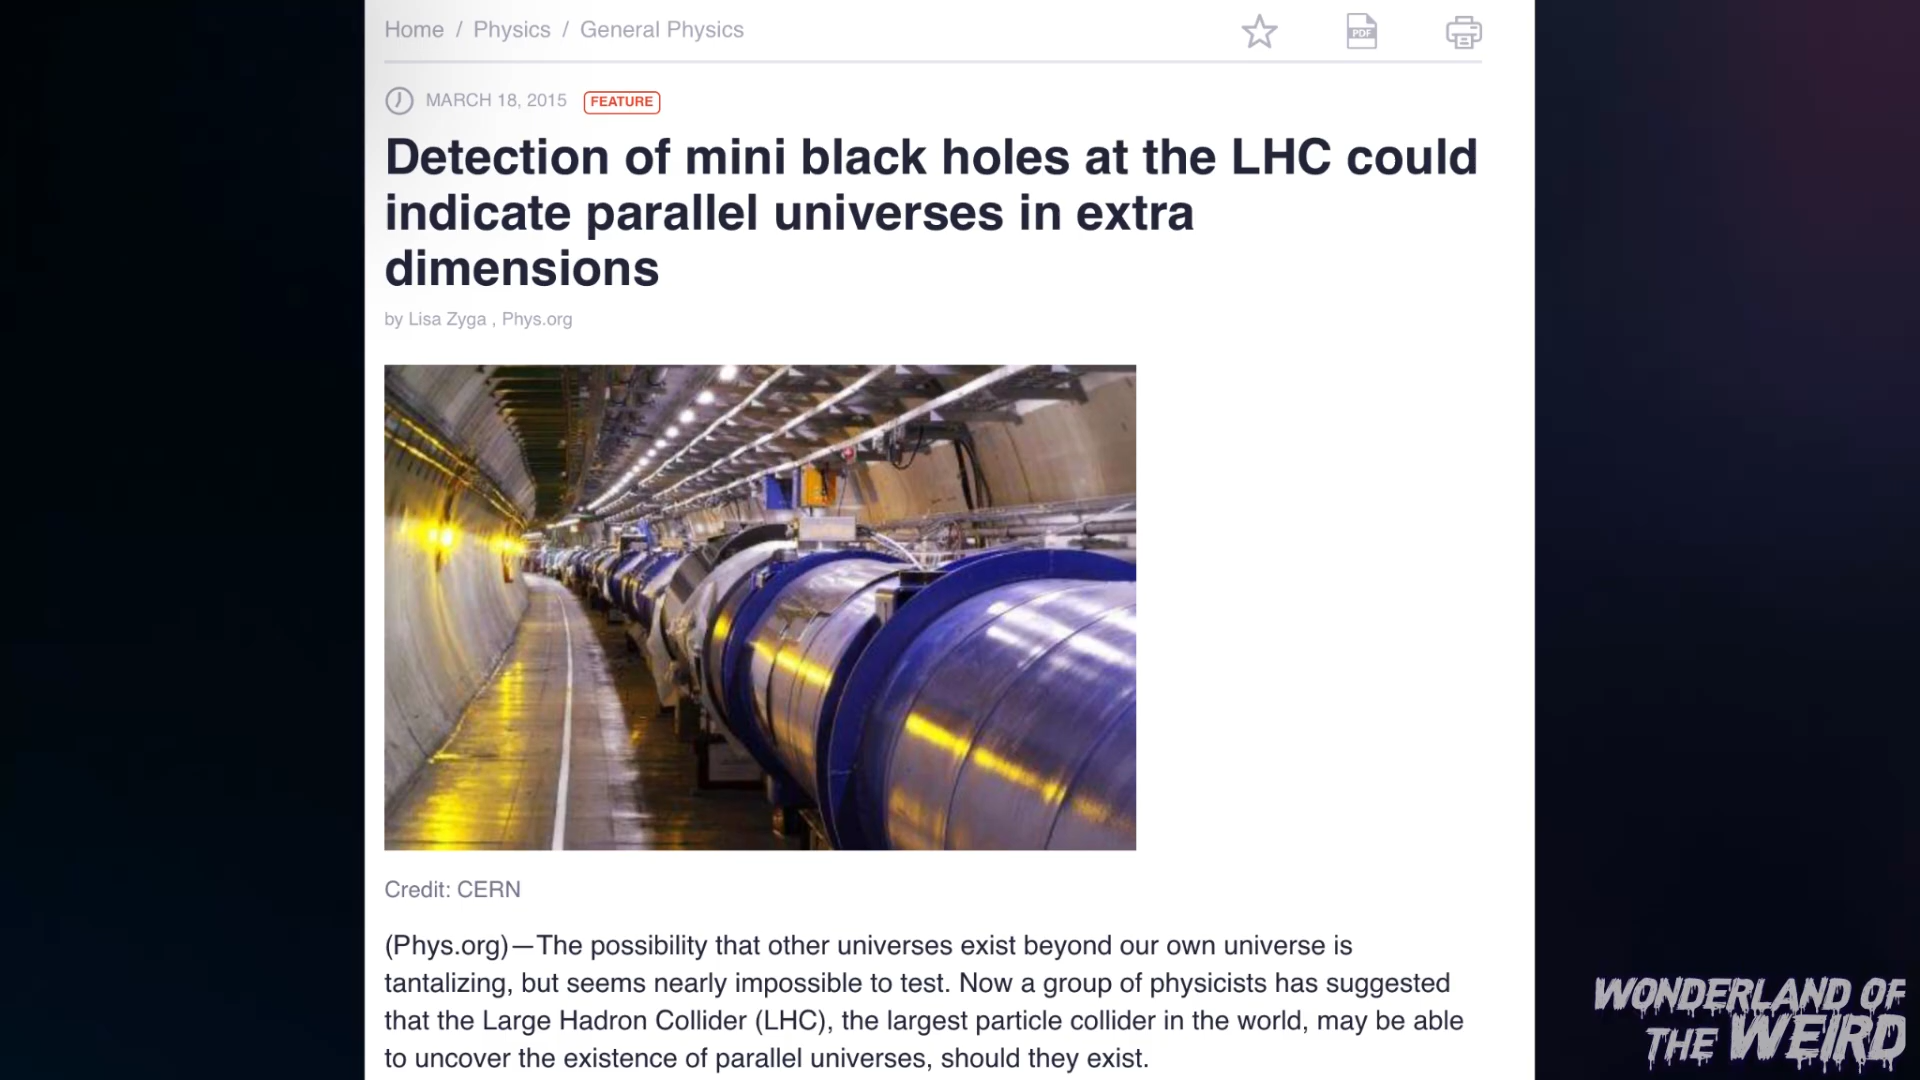 Home / Physics / General Physics
PDF
MARCH 18, 2015 FEATURE
Detection of mini black holes at the LHC could
indicate parallel universes in extra
dimensions
by Lisa Zyga , Phys.org
Credit: CERN
(Phys.org)—The possibility that other universes exist beyond our own universe is
tantalizing, but seems nearly impossible to test. Now a group of physicists has suggested
that the Large Hadron Collider (LHC), the largest particle collider in the world, may be able
to uncover the existence of parallel universes, should they exist.
WONDERLAND OF
THE WEIRD